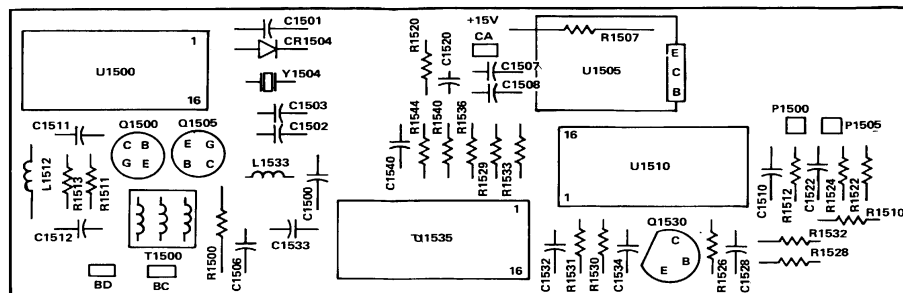 C1501
+15V
R1520
C1520
CA
R1507
CR1504
1
U1500
C1507
U1505
E
C
B
Y1504
C1508
16
C1503
R1544
R1540
R1536
P1500
P1505
C1511
Q1500
Q1505
C1502
16
C B
G E
E G
B C
L1533
C1540
R1529
R1533
U1510
L1512
R1513
R1511
C1500
C1510
R1512
C1522
R1524
R1522
1
1
R1510
C1512
T1500
R1500
C1506
C1533
U1535
Q1530
C
B
E
R1532
R1528
BD
BC
16
C1532
R1531
R1530
C1534
R1526
C1528